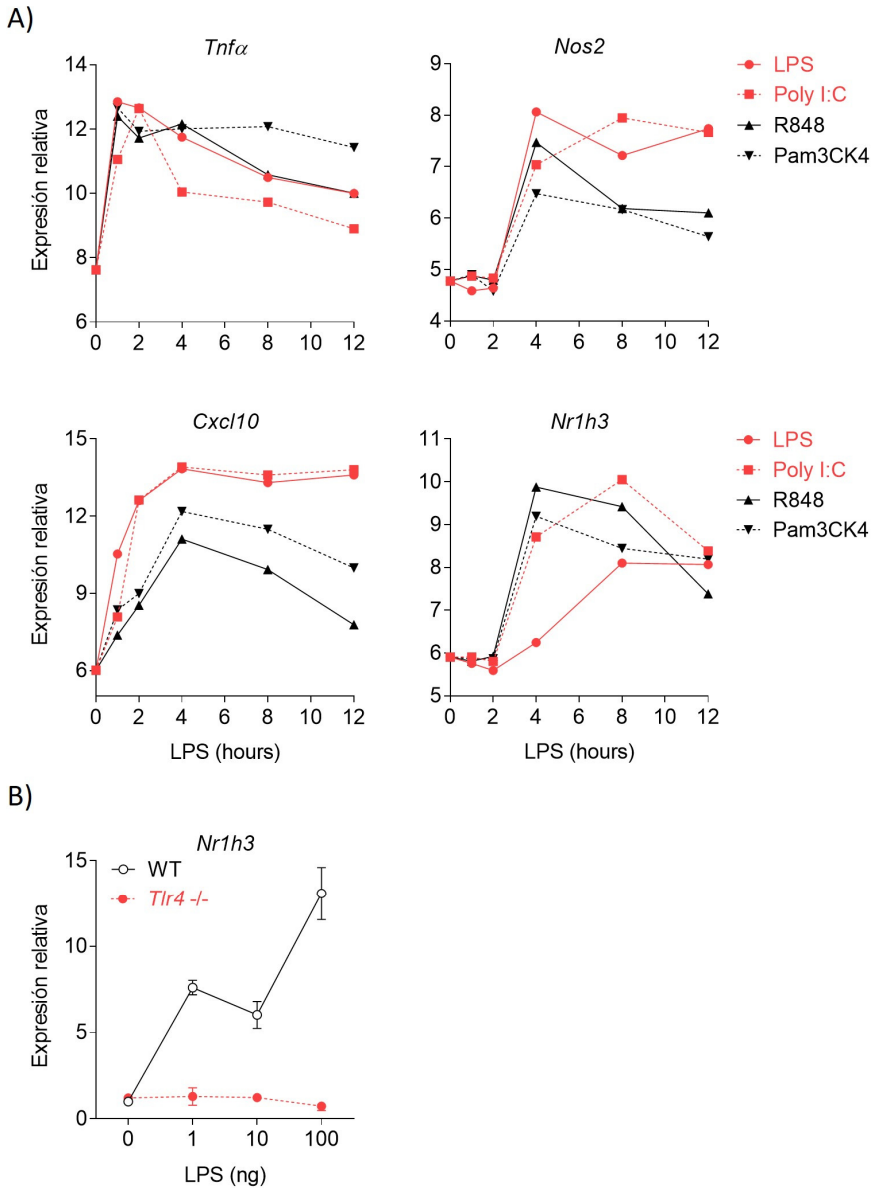 A)
Tnfα
Expresión relativa
14
12
10
8
6
0 2 4 6 8 10 12
Nos2
9
8
7
6
5
4
0 2 4 6 8 10 12
LPS
Poly I:C
R848
Pam3CK4
Cxcl10
Expresión relativa
15
12
9
6
0 2 4 6 8 10 12
LPS (hours)
Nr1h3
11
10
9
8
7
6
5
0 2 4 6 8 10 12
LPS (hours)
LPS
Poly I:C
R848
Pam3CK4
B)
Nr1h3
WT
Tlr4 -/-
Expresión relativa
15
10
5
0
0 1 10 100
LPS (ng)